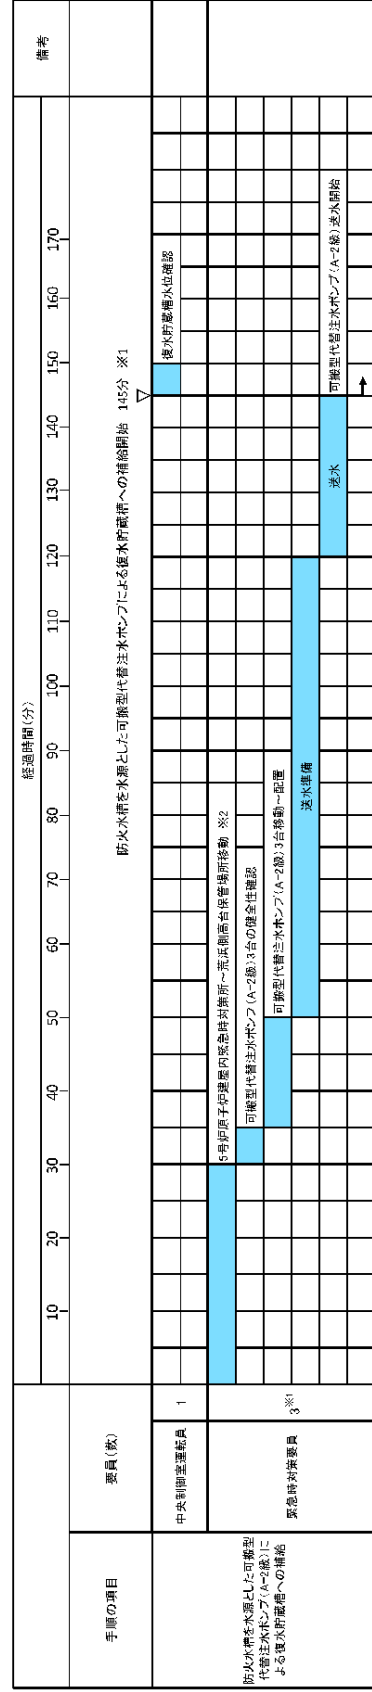 手順の項目
要員(数)
経過時間(分)
備考
10
20
30
40
50
60
70
80
90
100
110
120
130
140
150
160
170
防火水槽を水源とした可搬型代替注水ポンプによる復水貯蔵槽への補給開始 145分 ※1
防火水槽を水源とした可搬型
代替注水ポンプ(A-2級)に
よる復水貯蔵槽への補給
中央制御室運転員
1
復水貯蔵槽水位確認
緊急時対策要員
3※1
5号炉原子炉建屋内緊急時対策所~荒浜側高台保管場所移動 ※2
可搬型代替注水ポンプ(A-2級)3台の健全性確認
可搬型代替注水ポンプ(A-2級)3台移動~配置
送水準備
送水
可搬型代替注水ポンプ(A-2級)送水開始